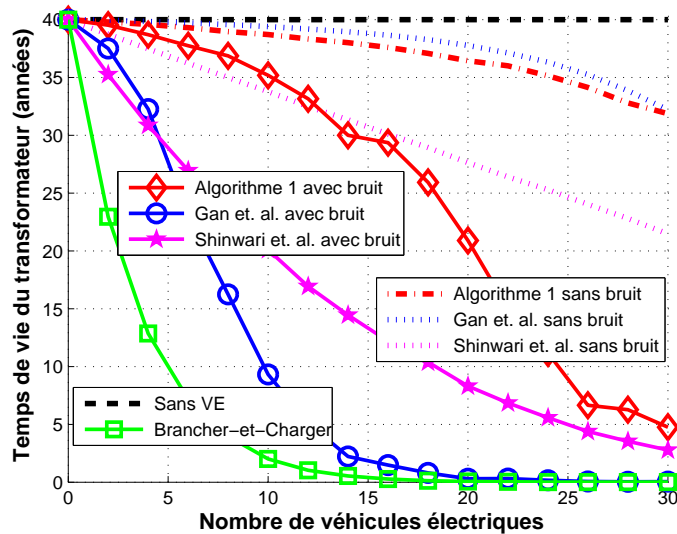 40
35
30
25
20
15
10
5
0
Temps de vie du transformateur (années)
Algorithme 1 avec bruit
Gan et. al. avec bruit
Shinwari et. al. avec bruit
Algorithme 1 sans bruit
Gan et. al. sans bruit
Shinwari et. al. sans bruit
Sans VE
Brancher−et−Charger
0 5 10 15 20 25 30
Nombre de véhicules électriques